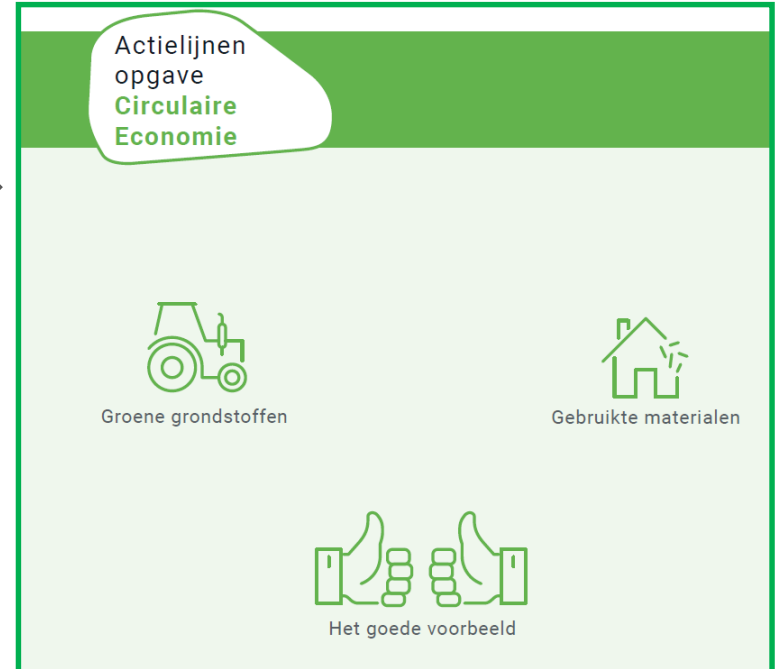 Actielijnen
opgave
Circulaire
Economie
Groene grondstoffen
Gebruikte materialen
Het goede voorbeeld